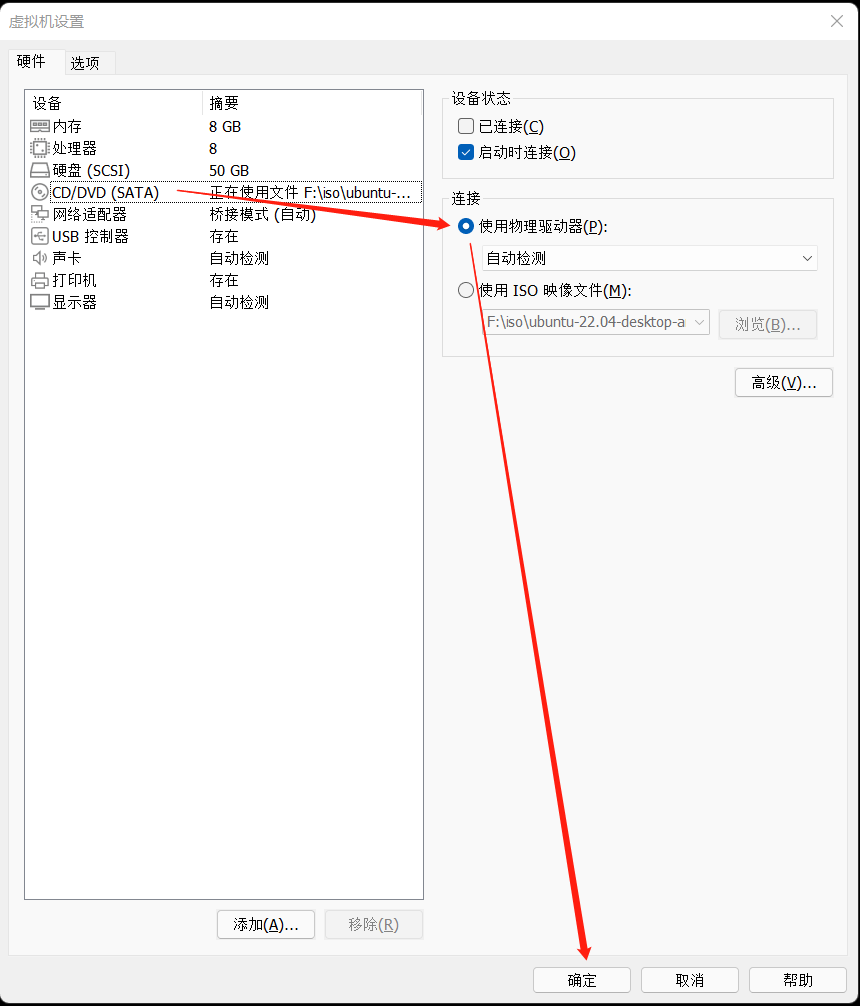 虚拟机设置
硬件 选项
设备 摘要
内存 8 GB
处理器 8
硬盘 (SCSI) 50 GB
CD/DVD (SATA) 正在使用文件 F:\iso\ubuntu-...
网络适配器 桥接模式 (自动)
USB 控制器 存在
声卡 自动检测
打印机 存在
显示器 自动检测
添加(A)... 移除(R)
设备状态
已连接(C)
启动时连接(O)
连接
使用物理驱动器(P):
自动检测
使用 ISO 映像文件(M):
F:\iso\ubuntu-22.04-desktop-a 浏览(B)...
高级(V)...
确定 取消 帮助